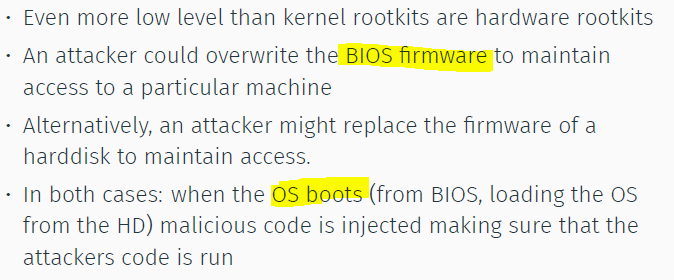 • Even more low level than kernel rootkits are hardware rootkits
• An attacker could overwrite the BIOS firmware to maintain
access to a particular machine
• Alternatively, an attacker might replace the firmware of a
harddisk to maintain access.
• In both cases: when the OS boots (from BIOS, loading the OS
from the HD) malicious code is injected making sure that the
attackers code is run